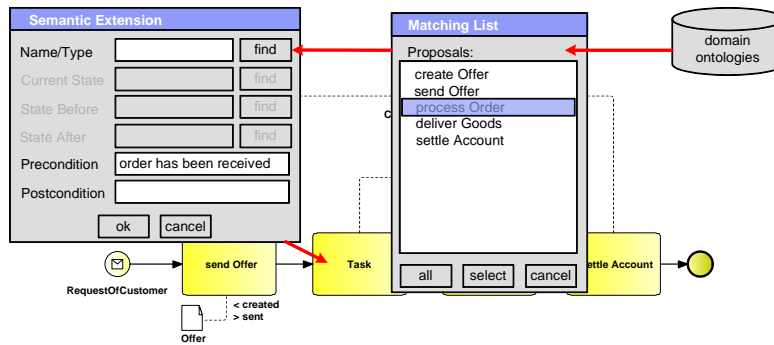 Semantic Extension
Name/Type
find
Current State
find
State Before
find
State After
find
Precondition
order has been received
Postcondition
ok
cancel
Matching List
Proposals:
create Offer
send Offer
process Order
deliver Goods
settle Account
all
select
cancel
domain
ontologies
C
RequestOfCustomer
send Offer
Task
ettle Account
< created
> sent
Offer